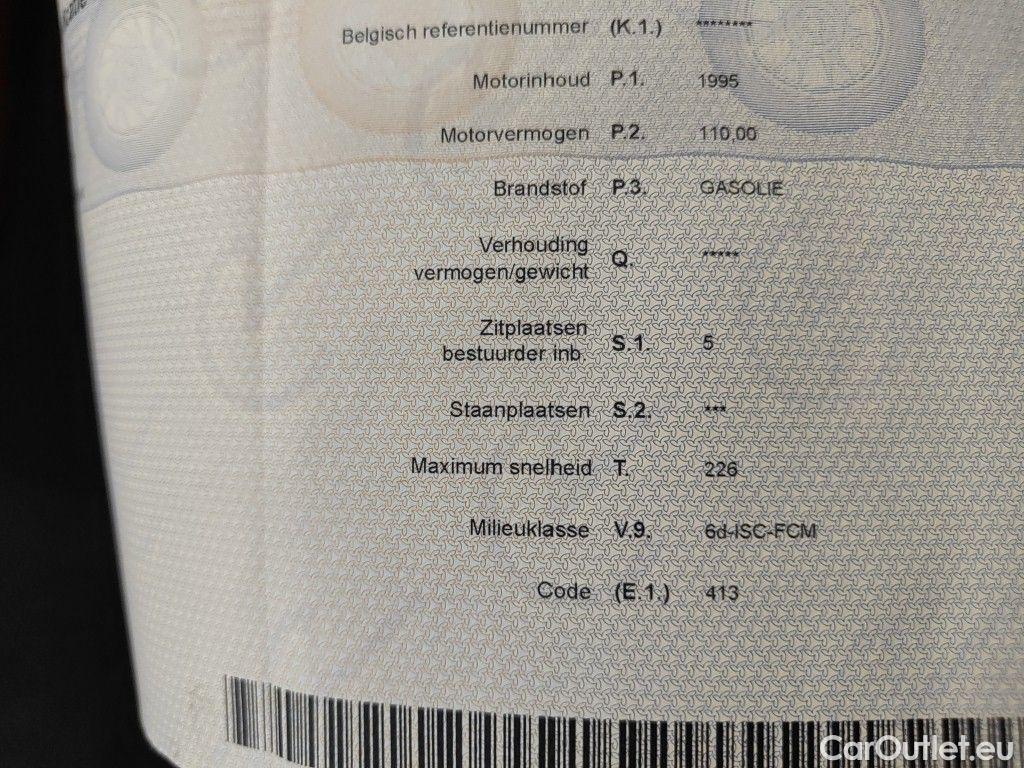 Belgisch referentienummer (K.1.) ********
Motorinhoud P.1. 1995
Motorvermogen P.2. 110,00
Brandstof P.3. GASOLIE
Verhouding
vermogen/gewicht Q. *****
Zitplaatsen
bestuurder inb. S.1. 5
Staanplaatsen S.2. ***
Maximum snelheid T. 226
Milieuklasse V.9. 6d-ISC-FCM
Code (E.1.) 413
CarOutlet.eu